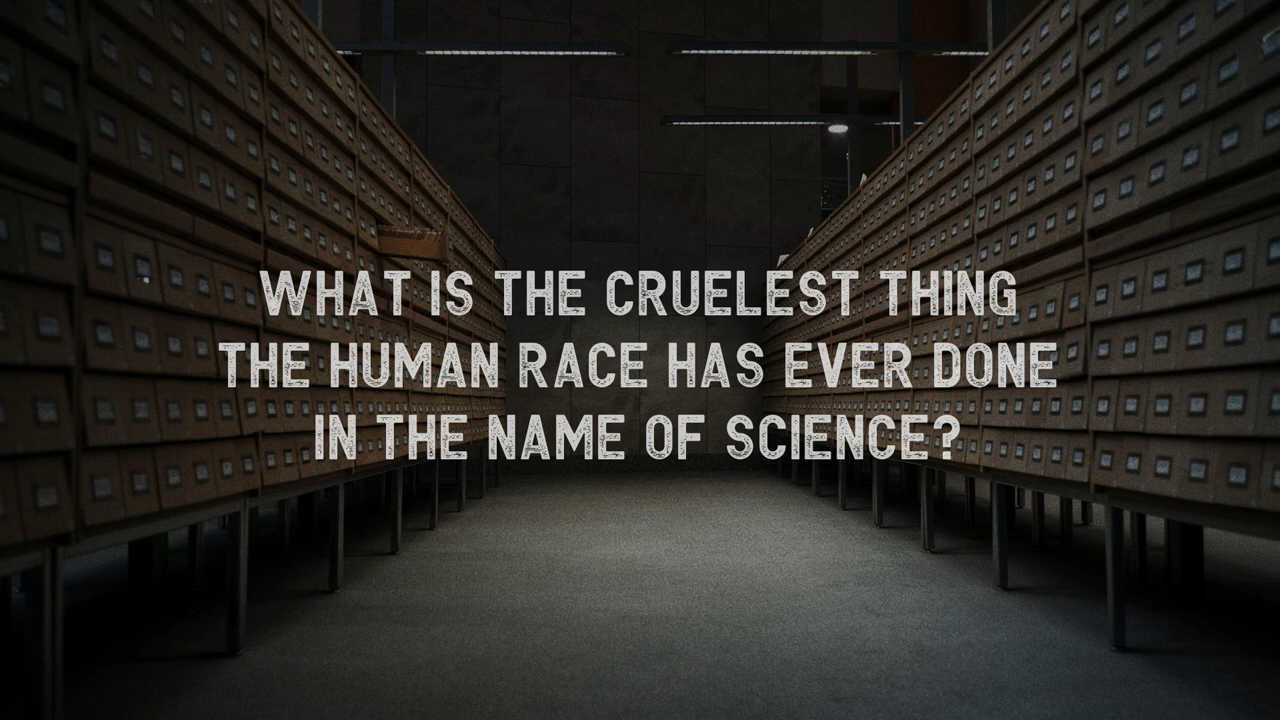 WHAT IS THE CRUELEST THING
THE HUMAN RACE HAS EVER DONE
IN THE NAME OF SCIENCE?